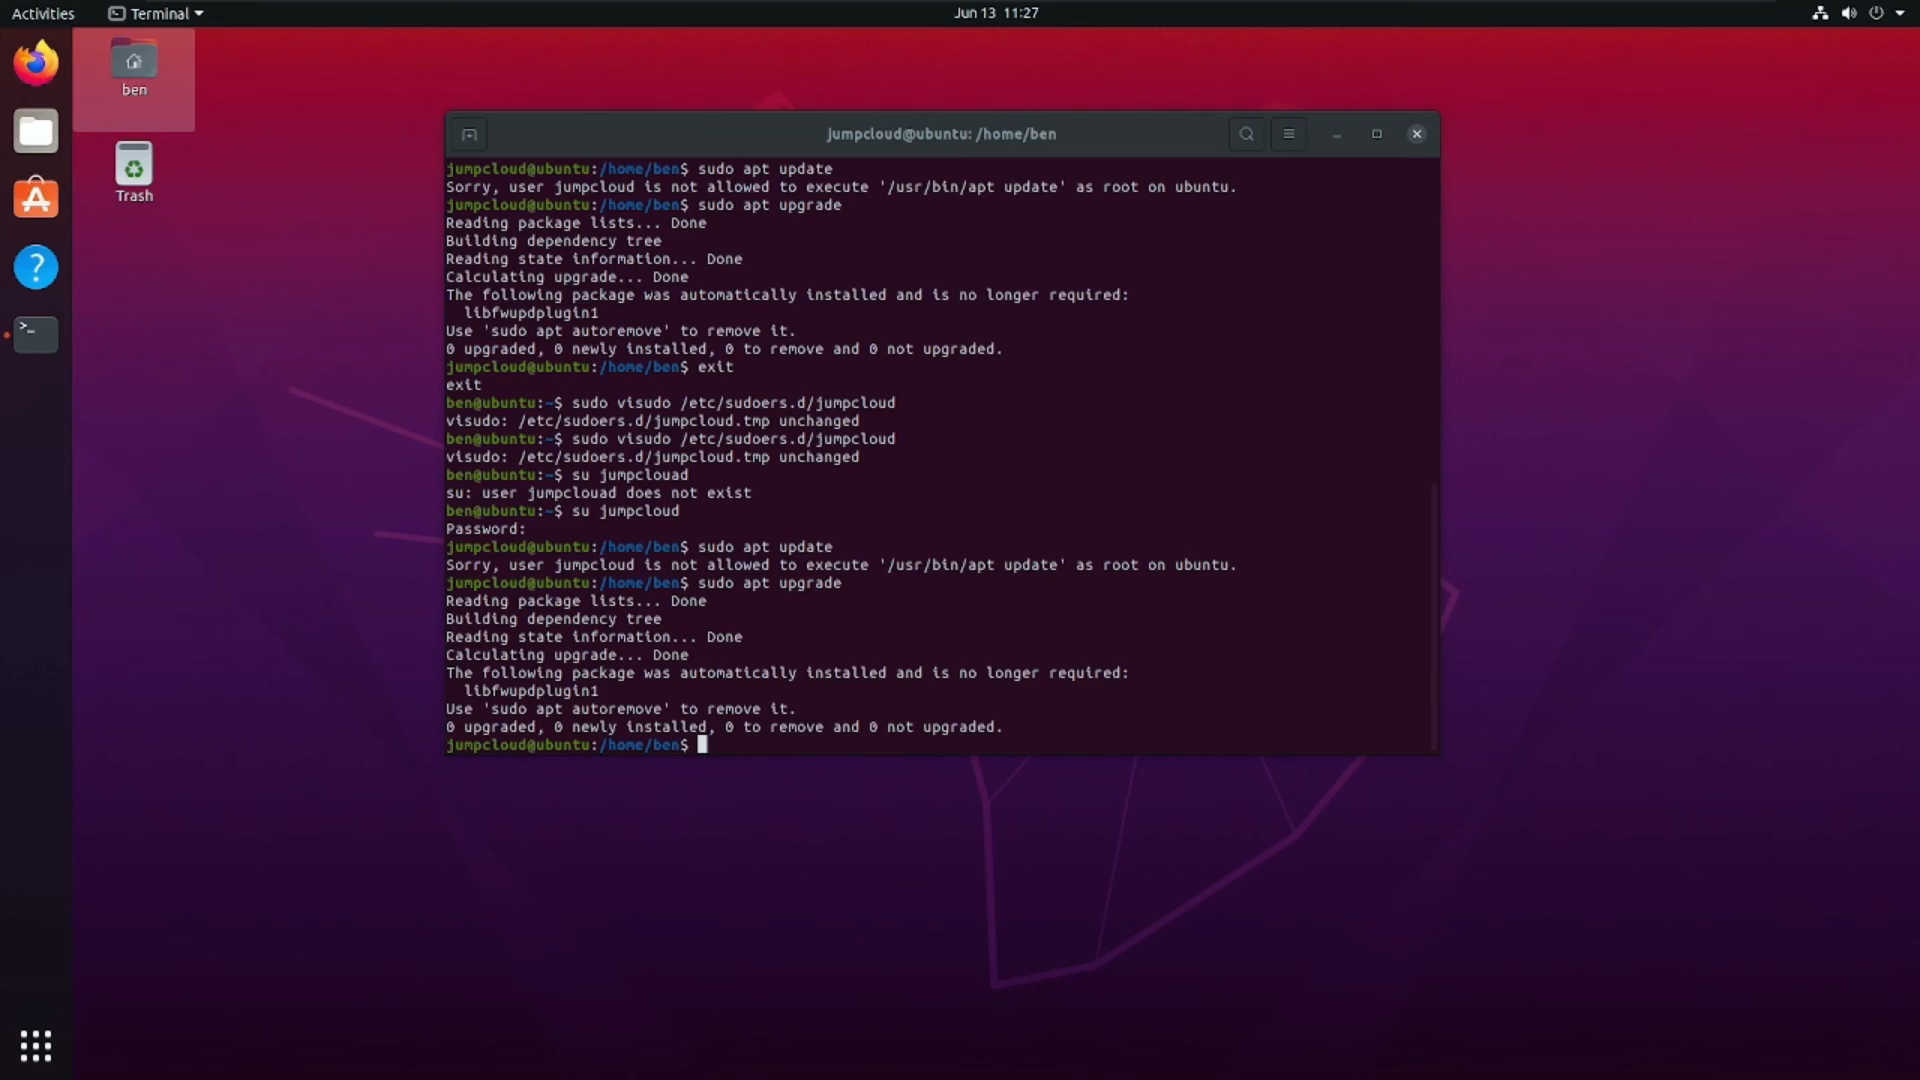 Activities
Terminal
Jun 13 11:27
ben
Trash
jumpcloud@ubuntu: /home/ben
jumpcloud@ubuntu:/home/ben$ sudo apt update
Sorry, user jumpcloud is not allowed to execute '/usr/bin/apt update' as root on ubuntu.
jumpcloud@ubuntu:/home/ben$ sudo apt upgrade
Reading package lists... Done
Building dependency tree
Reading state information... Done
Calculating upgrade... Done
The following package was automatically installed and is no longer required:
  libfwupdplugin1
Use 'sudo apt autoremove' to remove it.
0 upgraded, 0 newly installed, 0 to remove and 0 not upgraded.
jumpcloud@ubuntu:/home/ben$ exit
exit
ben@ubuntu:~$ sudo visudo /etc/sudoers.d/jumpcloud
visudo: /etc/sudoers.d/jumpcloud.tmp unchanged
ben@ubuntu:~$ sudo visudo /etc/sudoers.d/jumpcloud
visudo: /etc/sudoers.d/jumpcloud.tmp unchanged
ben@ubuntu:~$ su jumpclouad
su: user jumpclouad does not exist
ben@ubuntu:~$ su jumpcloud
Password:
jumpcloud@ubuntu:/home/ben$ sudo apt update
Sorry, user jumpcloud is not allowed to execute '/usr/bin/apt update' as root on ubuntu.
jumpcloud@ubuntu:/home/ben$ sudo apt upgrade
Reading package lists... Done
Building dependency tree
Reading state information... Done
Calculating upgrade... Done
The following package was automatically installed and is no longer required:
  libfwupdplugin1
Use 'sudo apt autoremove' to remove it.
0 upgraded, 0 newly installed, 0 to remove and 0 not upgraded.
jumpcloud@ubuntu:/home/ben$